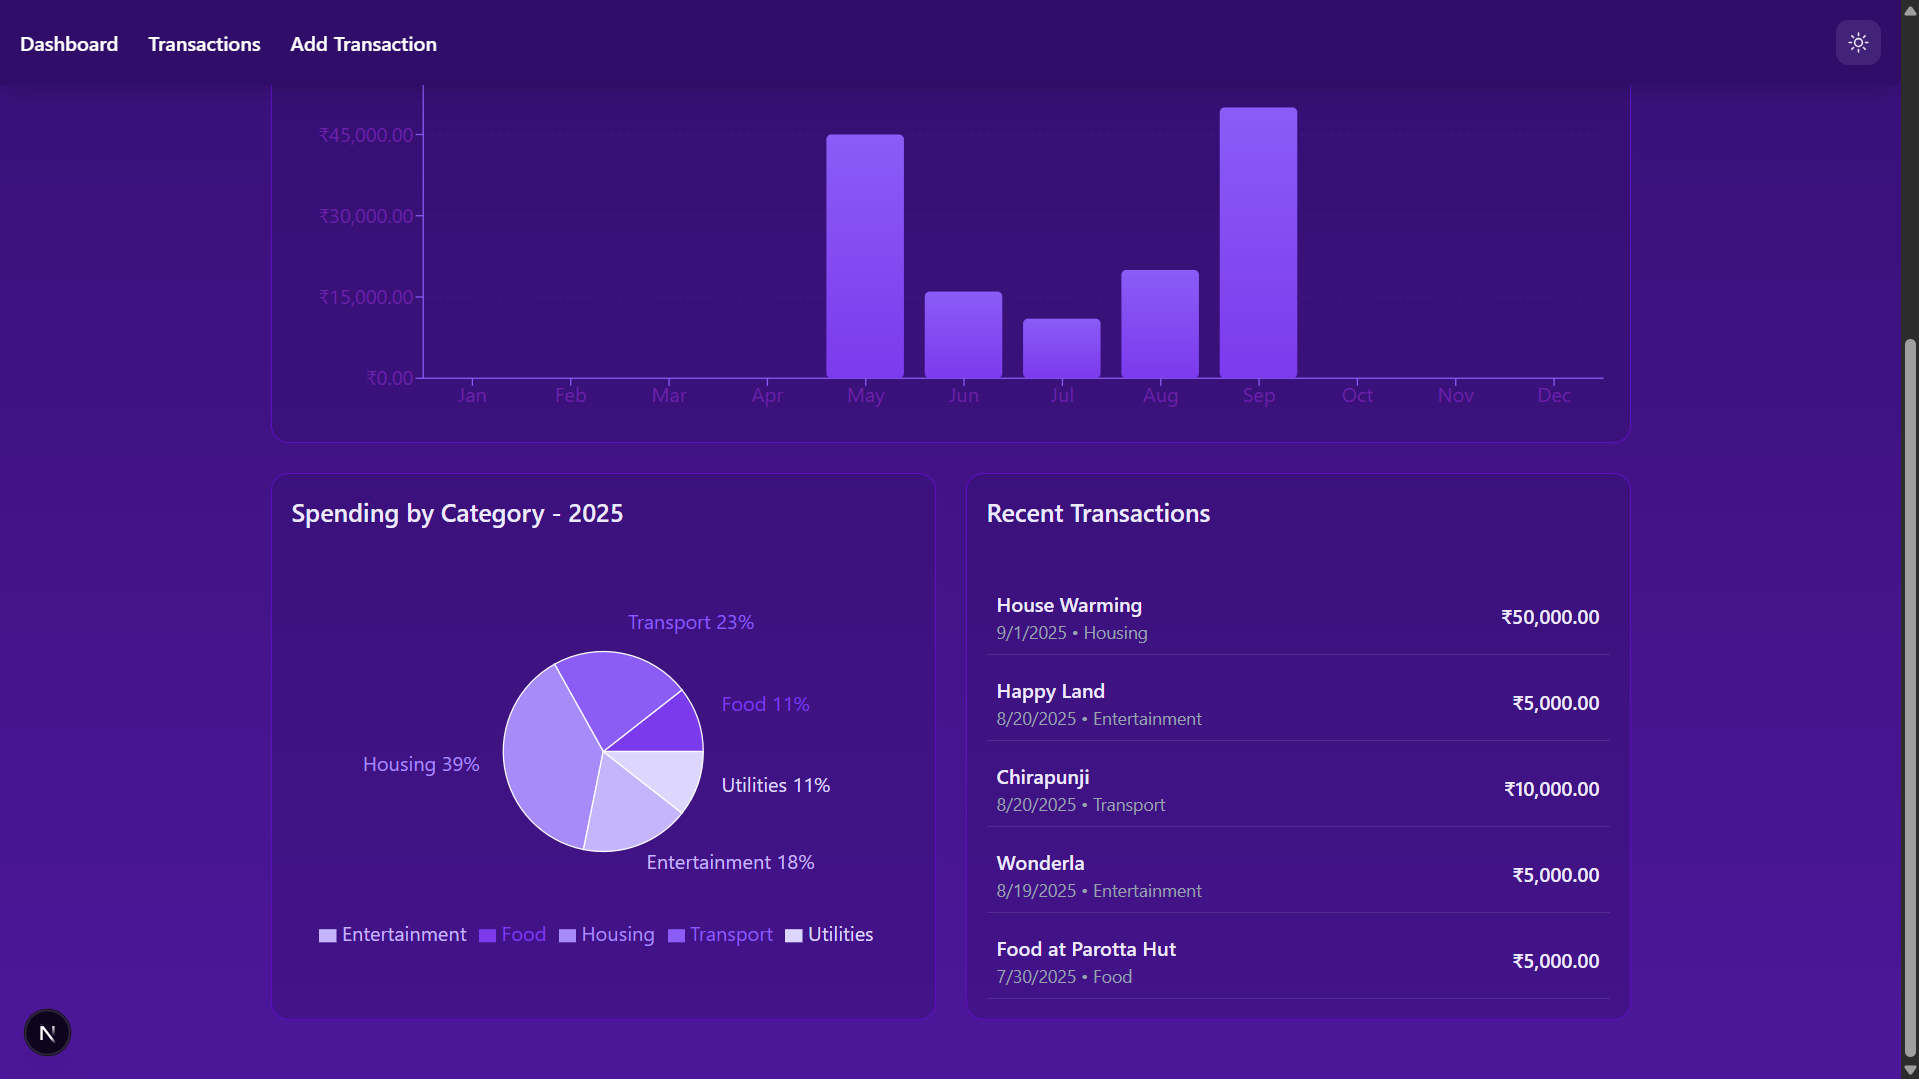 Dashboard Transactions Add Transaction
₹45,000.00
₹30,000.00
₹15,000.00
₹0.00
Jan Feb Mar Apr May Jun Jul Aug Sep Oct Nov Dec
Spending by Category - 2025
Transport 23%
Food 11%
Housing 39%
Utilities 11%
Entertainment 18%
Entertainment Food Housing Transport Utilities
Recent Transactions
House Warming
9/1/2025 • Housing
₹50,000.00
Happy Land
8/20/2025 • Entertainment
₹5,000.00
Chirapunji
8/20/2025 • Transport
₹10,000.00
Wonderla
8/19/2025 • Entertainment
₹5,000.00
Food at Parotta Hut
7/30/2025 • Food
₹5,000.00
N